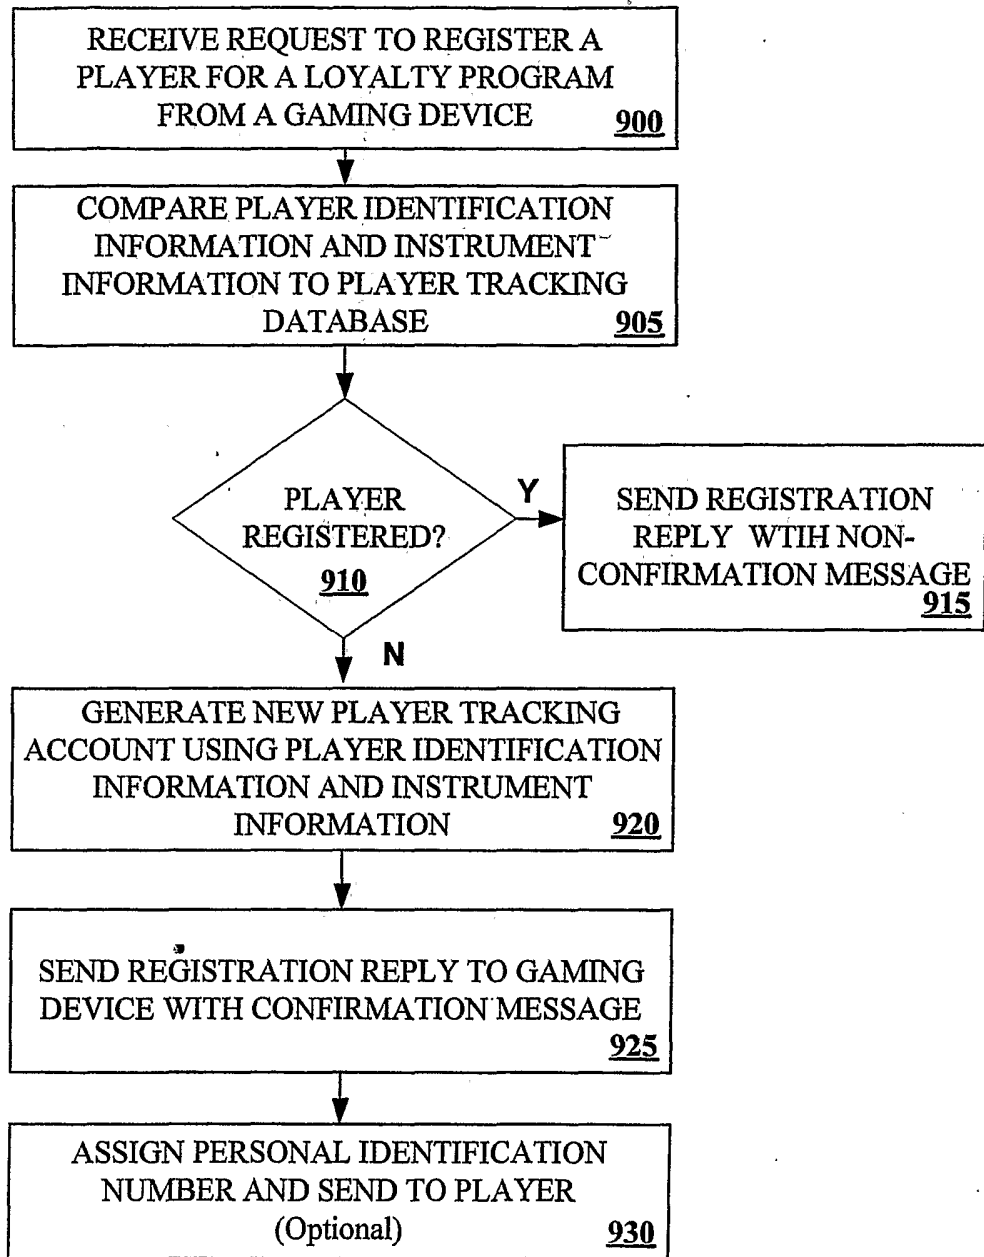 RECEIVE REQUEST TO REGISTER A
PLAYER FOR A LOYALTY PROGRAM
FROM A GAMING DEVICE 900
COMPARE PLAYER IDENTIFICATION
INFORMATION AND INSTRUMENT
INFORMATION TO PLAYER TRACKING
DATABASE 905
PLAYER
REGISTERED?
910
Y
SEND REGISTRATION
REPLY WTIH NON-
CONFIRMATION MESSAGE
915
N
GENERATE NEW PLAYER TRACKING
ACCOUNT USING PLAYER IDENTIFICATION
INFORMATION AND INSTRUMENT
INFORMATION 920
SEND REGISTRATION REPLY TO GAMING
DEVICE WITH CONFIRMATION MESSAGE
925
ASSIGN PERSONAL IDENTIFICATION
NUMBER AND SEND TO PLAYER
(Optional) 930